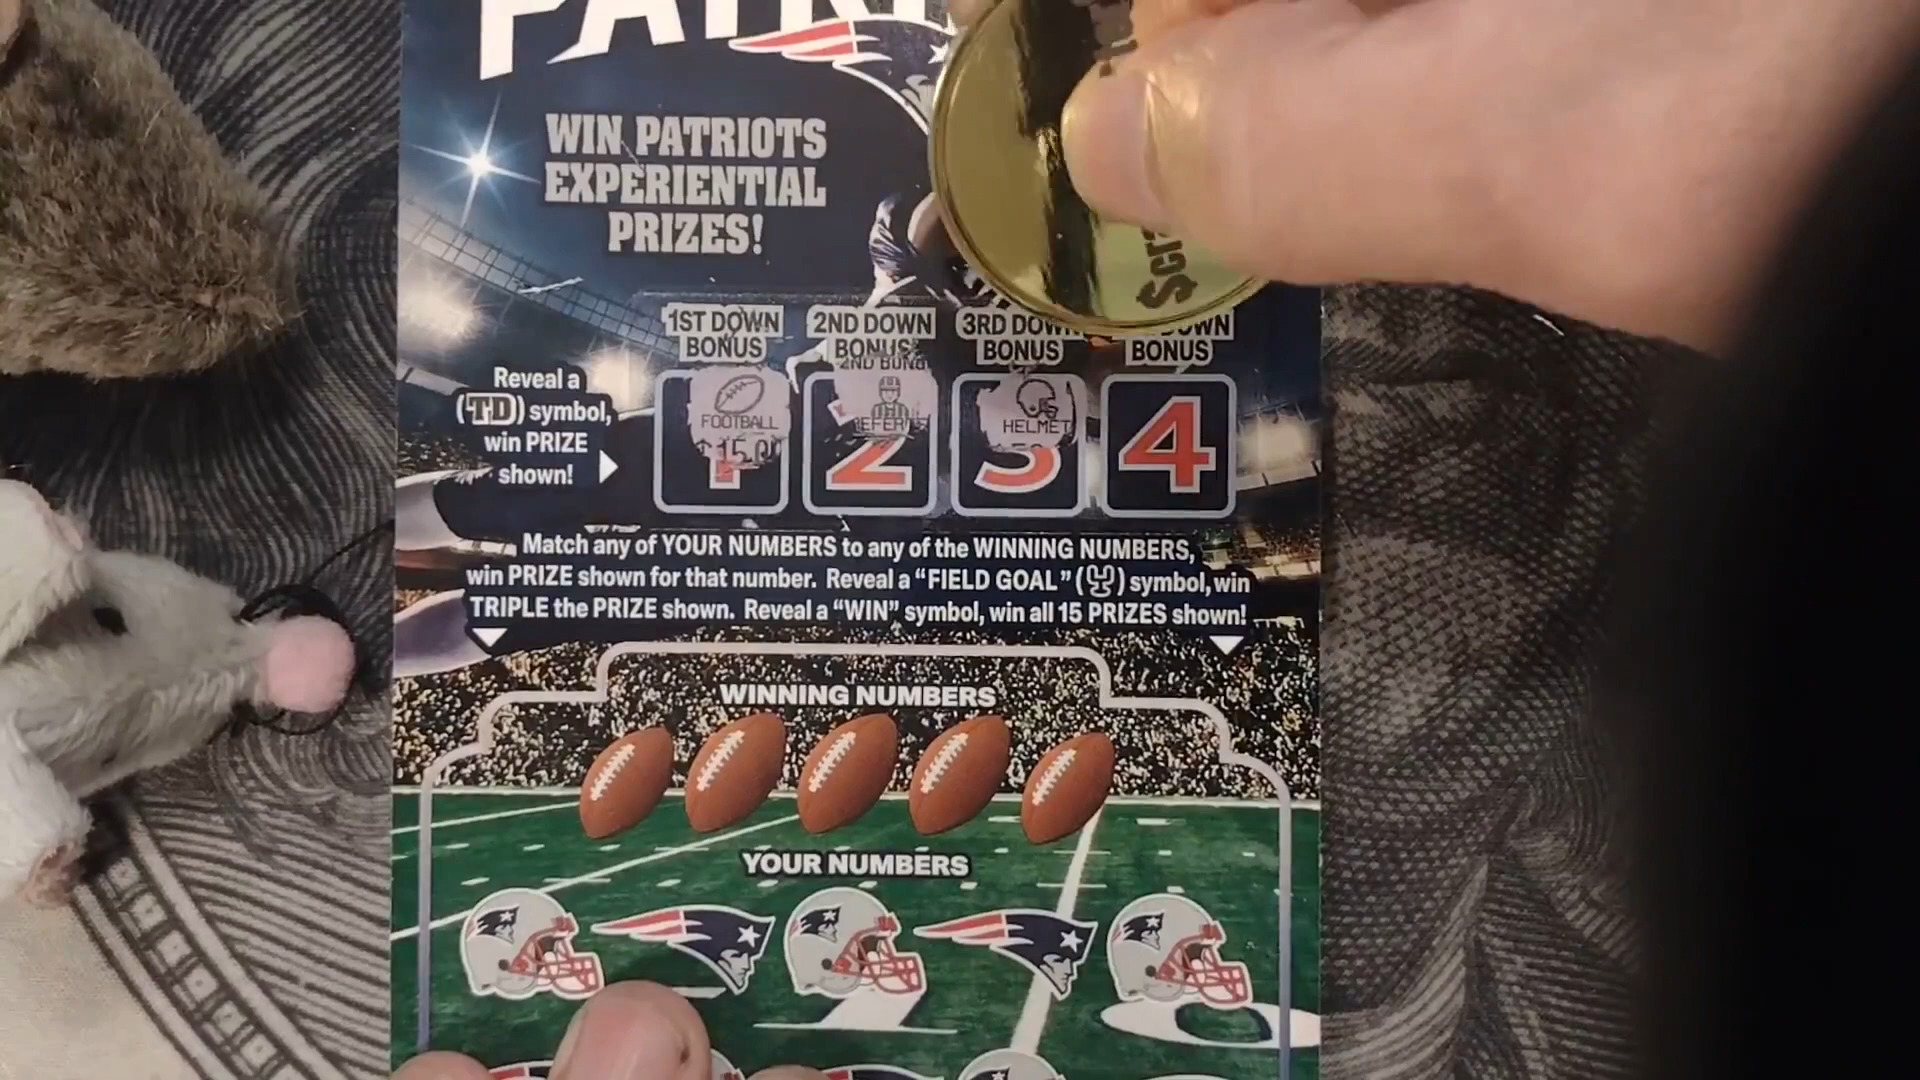 WIN PATRIOTS
EXPERIENTIAL
PRIZES!
1ST DOWN
BONUS
2ND DOWN
BONUS
3RD DOWN
BONUS
BONUS
Reveal a
(TD) symbol,
win PRIZE
shown!
FOOTBALL
HELMET
2
4
Match any of YOUR NUMBERS to any of the WINNING NUMBERS,
win PRIZE shown for that number. Reveal a "FIELD GOAL" ( ) symbol, win
TRIPLE the PRIZE shown. Reveal a "WIN" symbol, win all 15 PRIZES shown!
WINNING NUMBERS
YOUR NUMBERS